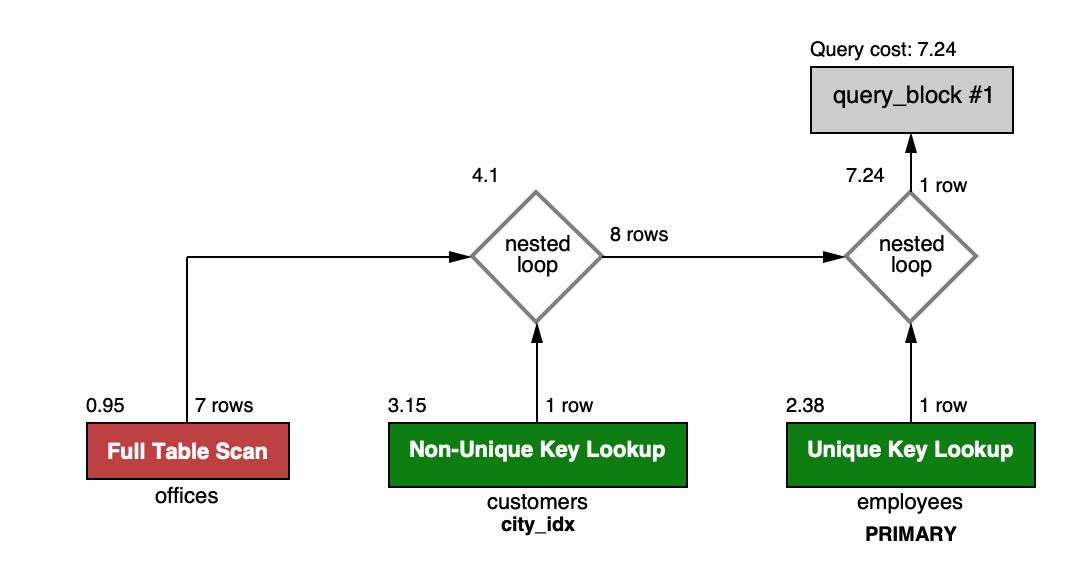 Query cost: 7.24
query_block #1
4.1
7.24
1 row
nested
loop
8 rows
nested
loop
0.95
7 rows
3.15
1 row
2.38
1 row
Full Table Scan
Non-Unique Key Lookup
Unique Key Lookup
offices
customers
employees
city_idx
PRIMARY